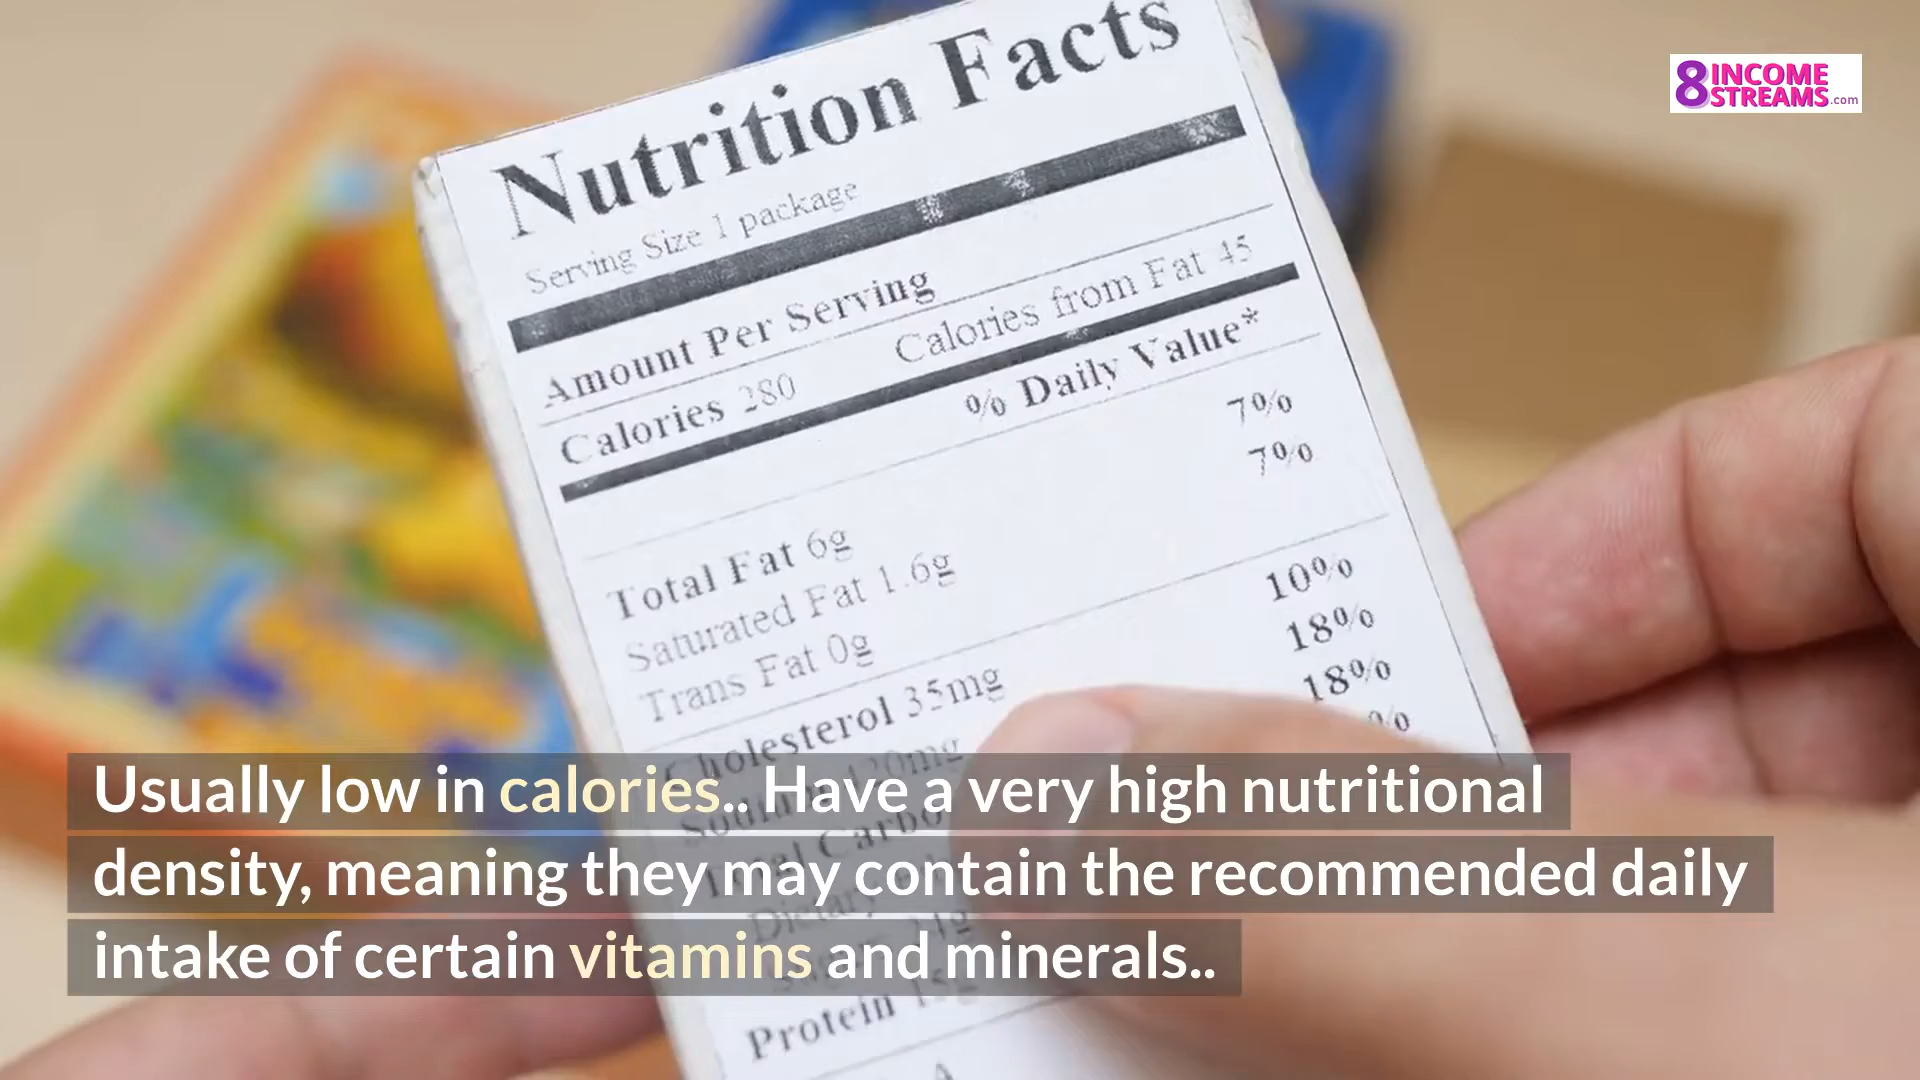 Nutrition Facts
Serving Size 1 package
Amount Per Serving
Calories 280 Calories from Fat 45
% Daily Value*
7%
7%
Total Fat 6g
Saturated Fat 1.6g
Trans Fat 0g
10%
18%
18%
Cholesterol 35mg
Protein 15g
8INCOME
STREAMS.com
Usually low in calories.. Have a very high nutritional
density, meaning they may contain the recommended daily
intake of certain vitamins and minerals..